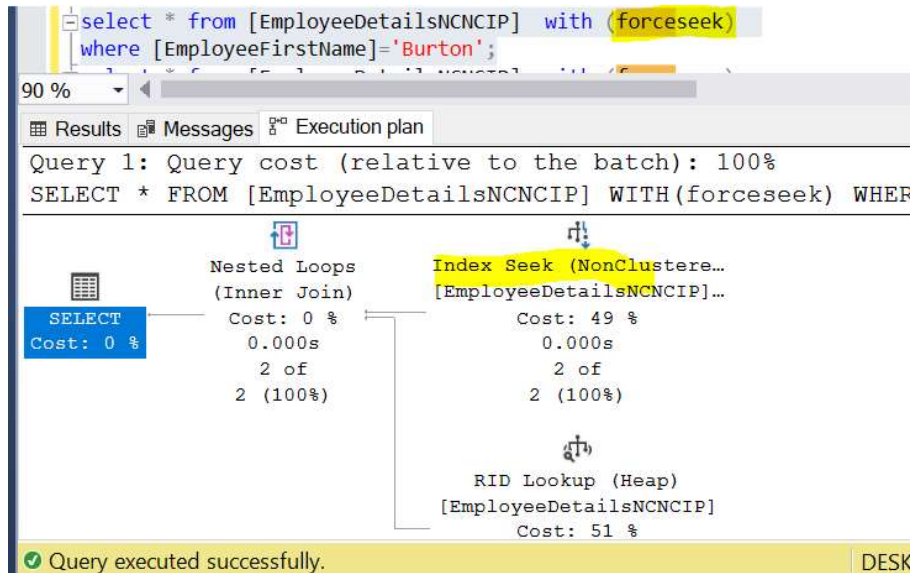 select * from [EmployeeDetailsNCNCIP] with (forceseek)
where [EmployeeFirstName]='Burton';
90 %
Results Messages Execution plan
Query 1: Query cost (relative to the batch): 100%
SELECT * FROM [EmployeeDetailsNCNCIP] WITH(forceseek) WHER
Nested Loops
(Inner Join)
Cost: 0 %
0.000s
2 of
2 (100%)
Index Seek (NonClustere…
[EmployeeDetailsNCNCIP]…
Cost: 49 %
0.000s
2 of
2 (100%)
SELECT
Cost: 0 %
RID Lookup (Heap)
[EmployeeDetailsNCNCIP]
Cost: 51 %
Query executed successfully.
DESK